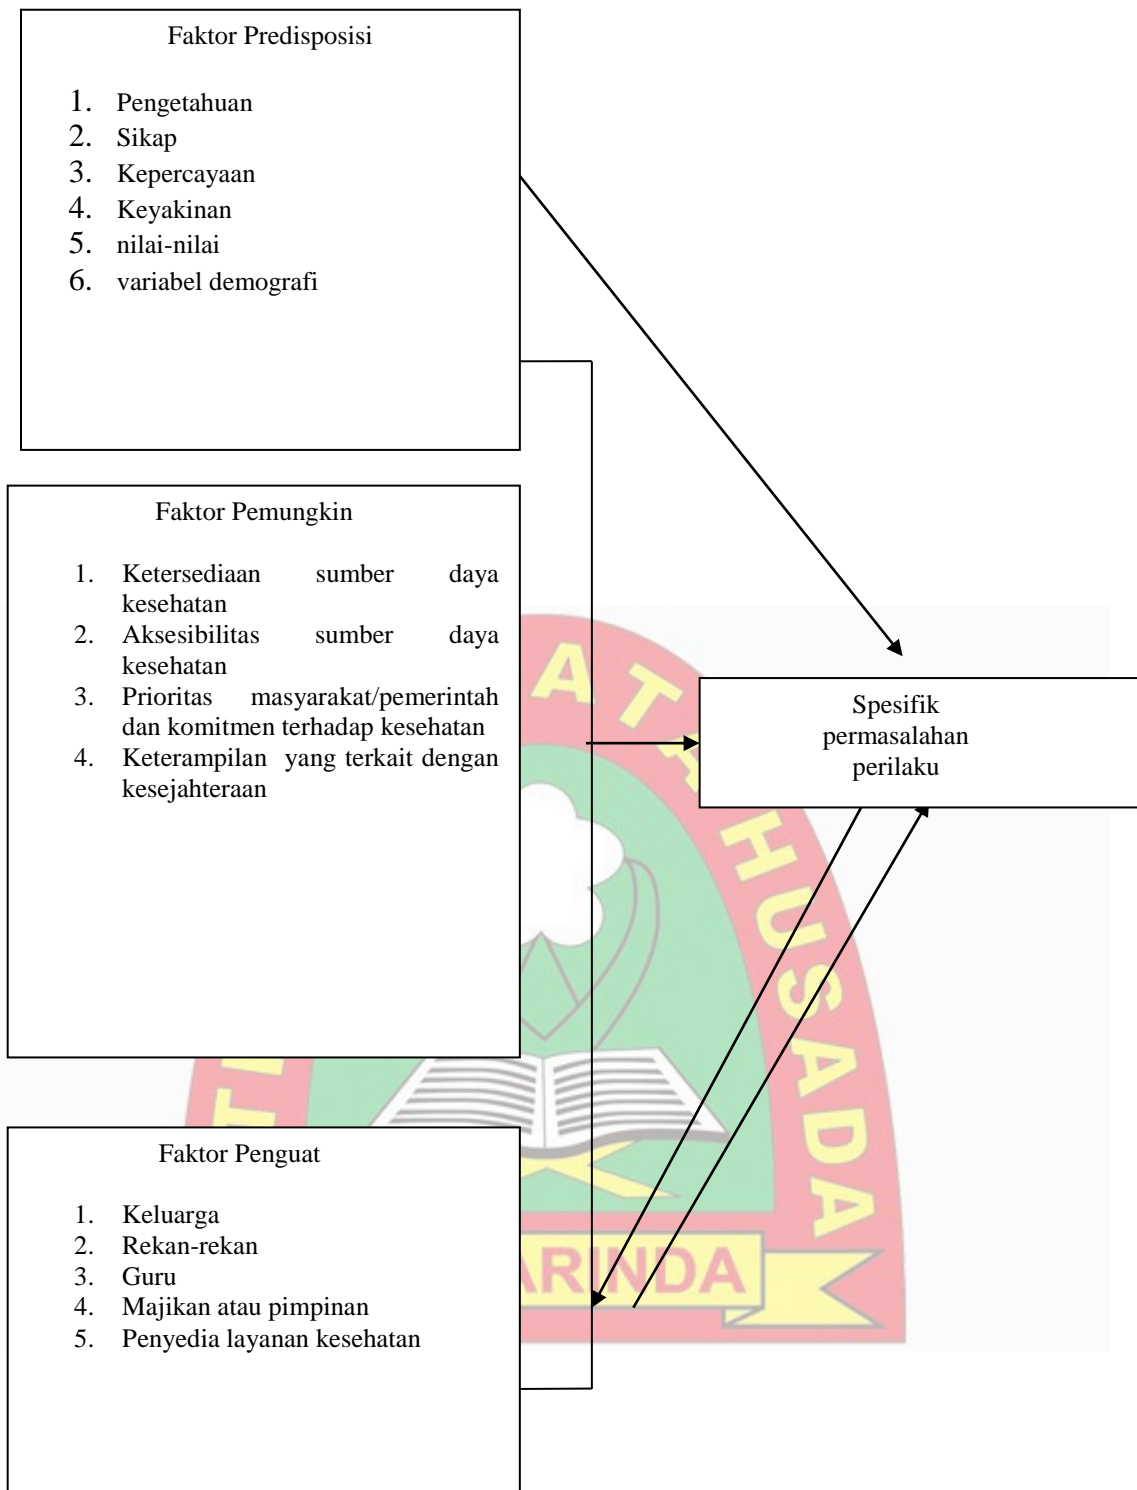 Faktor Predisposisi
1. Pengetahuan
2. Sikap
3. Kepercayaan
4. Keyakinan
5. nilai-nilai
6. variabel demografi
Faktor Pemungkin
1. Ketersediaan sumber daya
kesehatan
2. Aksesibilitas sumber daya
kesehatan
3. Prioritas masyarakat/pemerintah
dan komitmen terhadap kesehatan
4. Keterampilan yang terkait dengan
kesejahteraan
Spesifik
permasalahan
perilaku
Faktor Penguat
1. Keluarga
2. Rekan-rekan
3. Guru
4. Majikan atau pimpinan
5. Penyedia layanan kesehatan
ATA HUSADA
ARINDA